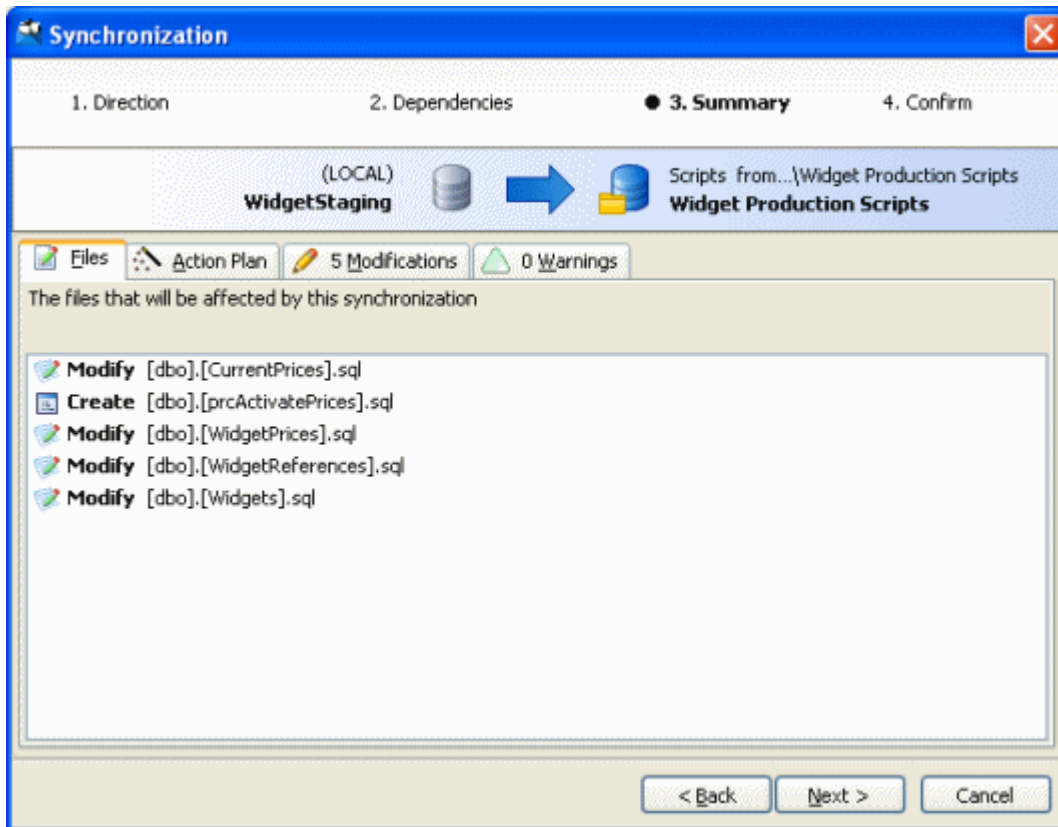 Synchronization
1. Direction 2. Dependencies 3. Summary 4. Confirm
(LOCAL)
WidgetStaging
Scripts from...\Widget Production Scripts
Widget Production Scripts
Files Action Plan 5 Modifications 0 Warnings
The files that will be affected by this synchronization
Modify [dbo].[CurrentPrices].sql
Create [dbo].[prcActivatePrices].sql
Modify [dbo].[WidgetPrices].sql
Modify [dbo].[WidgetReferences].sql
Modify [dbo].[Widgets].sql
< Back Next > Cancel